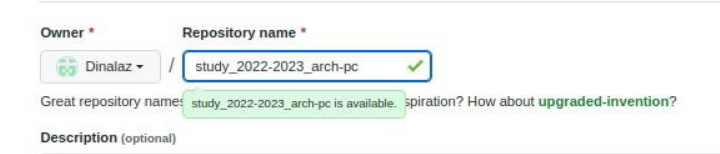 Owner * Repository name *
Dinalaz / study_2022-2023_arch-pc
Great repository names study_2022-2023_arch-pc is available. spiration? How about upgraded-invention?
Description (optional)